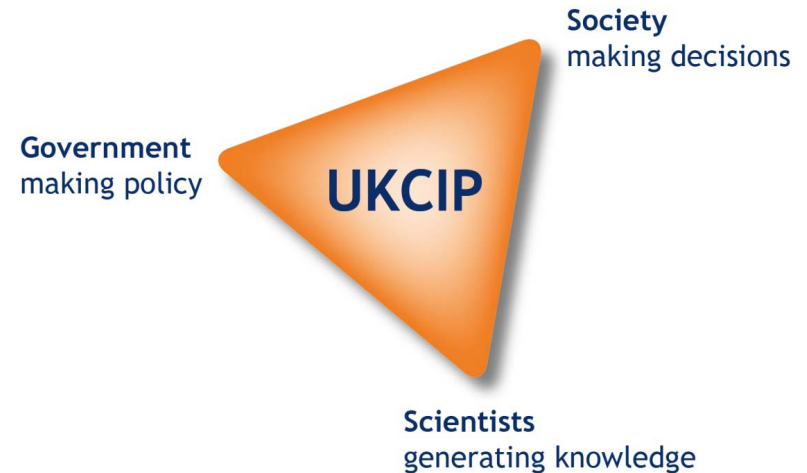 Society
making decisions
Government
making policy
UKCIP
Scientists
generating knowledge